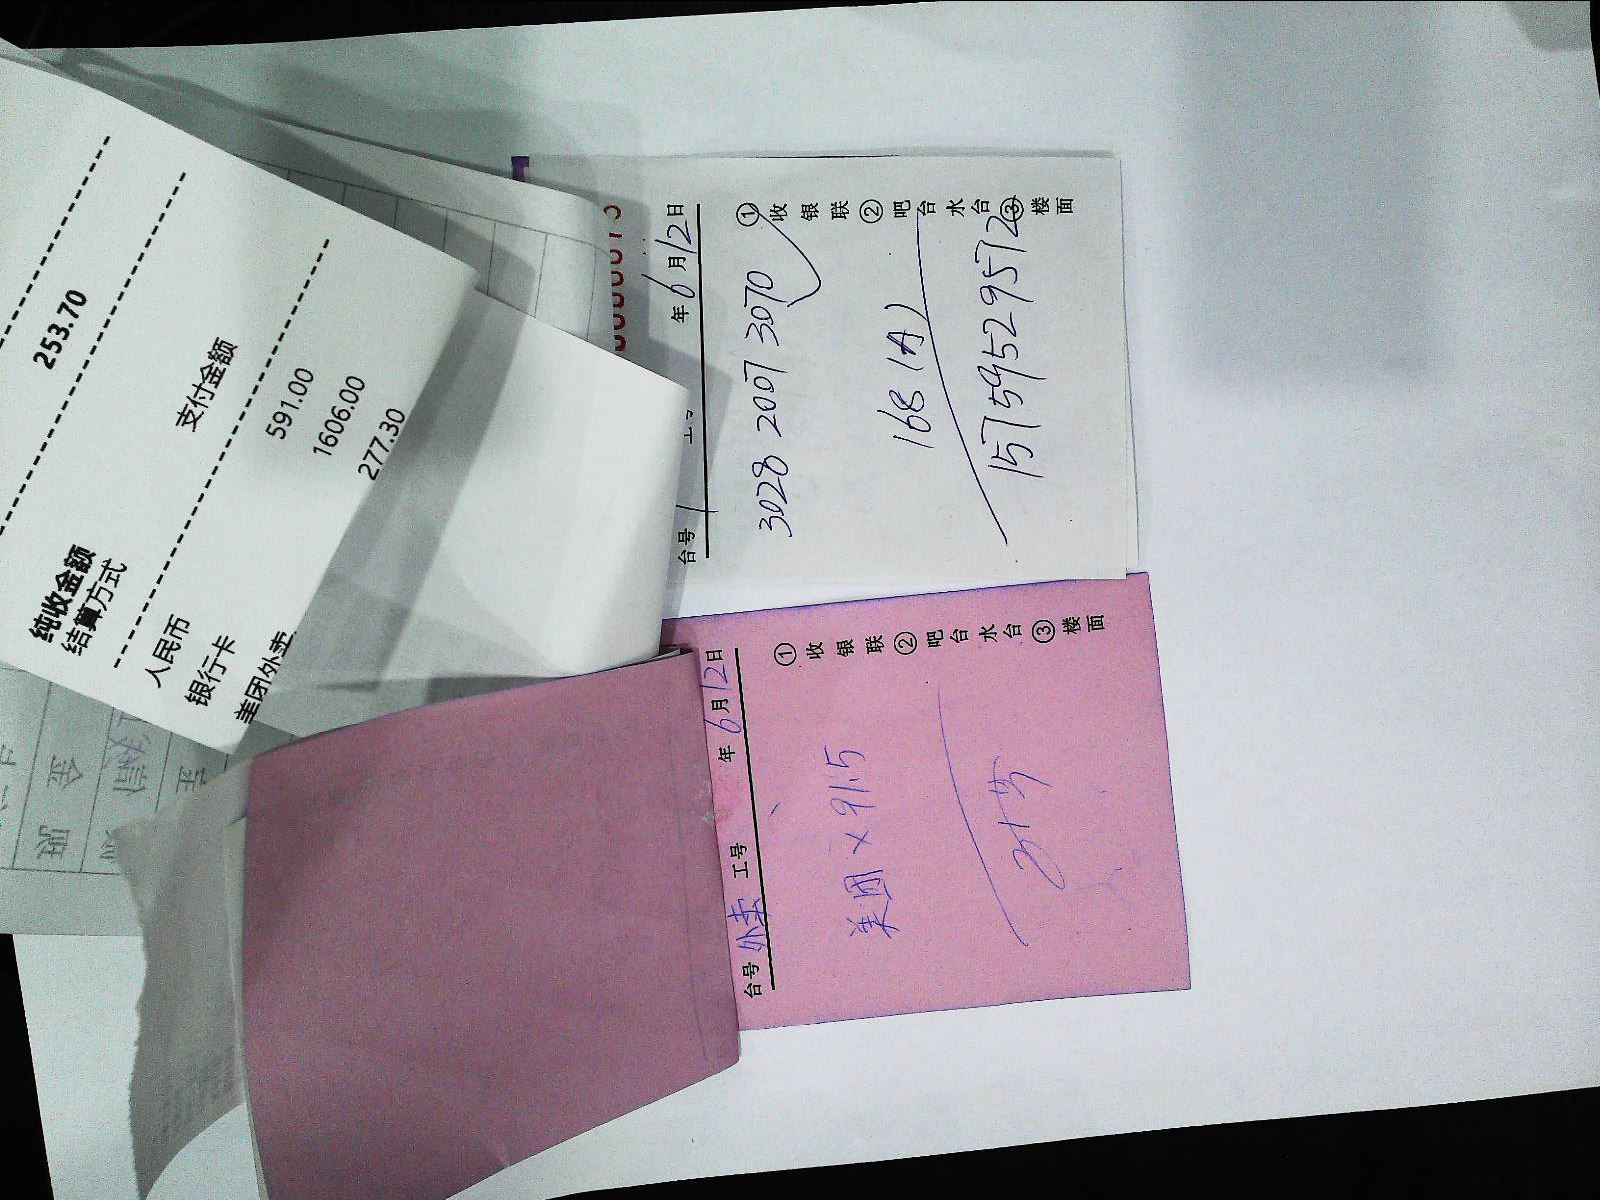 253.70
纯收金额
结算方式
支付金额
人民币 591.00
银行卡 1606.00
美团外卖 277.30
台号
年6月12日
3028 2007 3070
168(A)
15759529572
①收银联②吧台水台③楼面
台号 外卖 工号 年6月12日
美团×91.5
①收银联②吧台水台③楼面